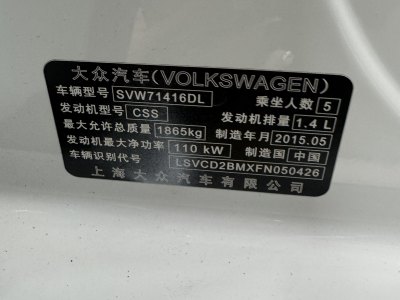 大众汽车(VOLKSWAGEN)
车辆型号 SVW71416DL 乘坐人数 5
发动机型号 CSS 发动机排量 1.4 L
最大允许总质量 1865kg 制造年月 2015.05
发动机最大净功率 110 kW 制造国 中国
车辆识别代号 LSVCD2BMXFN050426
上海大众汽车有限公司